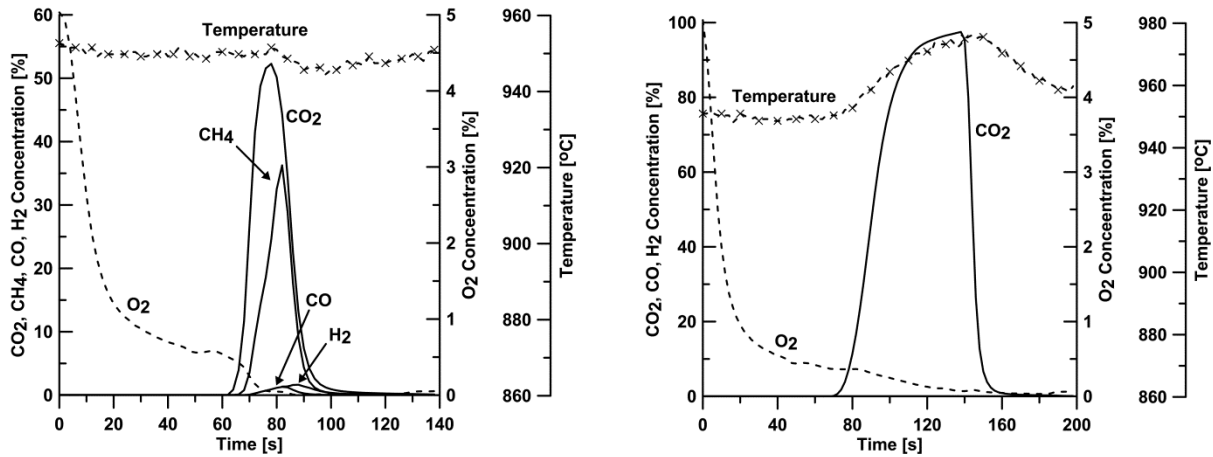 60
50
40
30
20
10
0
CO2, CH4, CO, H2 Concentration [%]
Temperature
CO2
CH4
O2
CO
H2
0 20 40 60 80 100 120 140
Time [s]
5
4
3
2
1
0
O2 Conceentration [%]
960
940
920
900
880
860
Temperature [oC]
100
80
60
40
20
0
CO2, CO, H2 Concentration [%]
Temperature
CO2
O2
0 40 80 120 160 200
Time [s]
5
4
3
2
1
0
O2 Conceentration [%]
980
960
940
920
900
880
860
Temperature [oC]